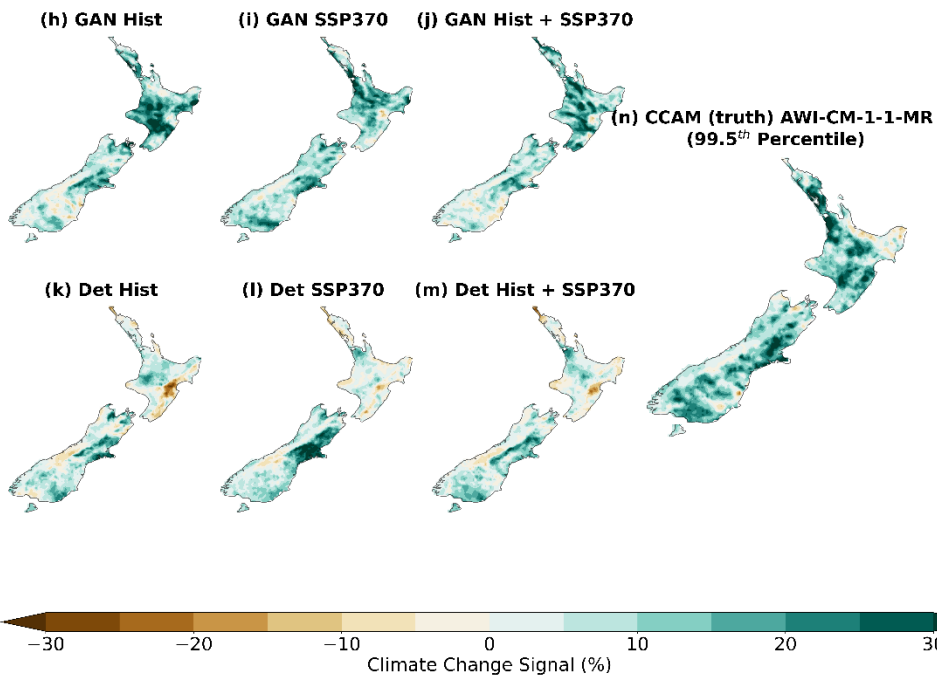 (h) GAN Hist
(i) GAN SSP370
(j) GAN Hist + SSP370
(n) CCAM (truth) AWI-CM-1-1-MR
(99.5th Percentile)
(k) Det Hist
(l) Det SSP370
(m) Det Hist + SSP370
−30 −20 −10 0 10 20 30
Climate Change Signal (%)